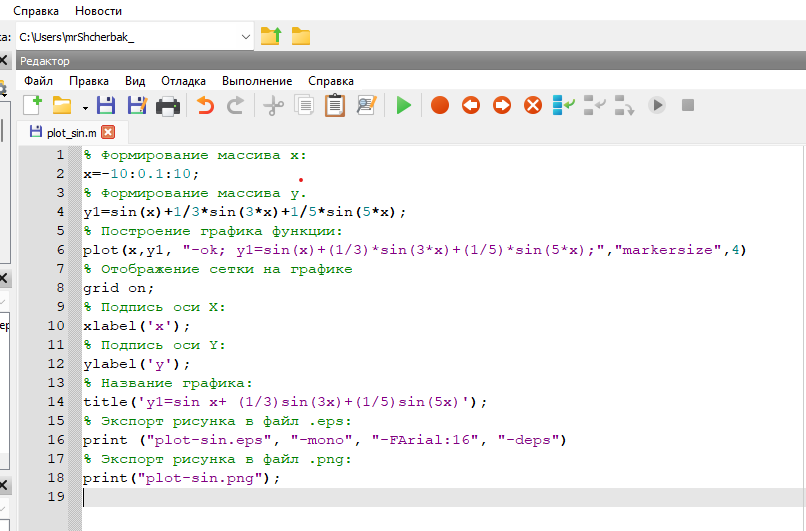 Справка Новости
ка: C:\Users\mrShcherbak_
Редактор
Файл Правка Вид Отладка Выполнение Справка
plot_sin.m
1 % Формирование массива x:
2 x=-10:0.1:10;
3 % Формирование массива y.
4 y1=sin(x)+1/3*sin(3*x)+1/5*sin(5*x);
5 % Построение графика функции:
6 plot(x,y1, "-ok; y1=sin(x)+(1/3)*sin(3*x)+(1/5)*sin(5*x);","markersize",4)
7 % Отображение сетки на графике
8 grid on;
9 % Подпись оси X:
10 xlabel('x');
11 % Подпись оси Y:
12 ylabel('y');
13 % Название графика:
14 title('y1=sin x+ (1/3)sin(3x)+(1/5)sin(5x)');
15 % Экспорт рисунка в файл .eps:
16 print ("plot-sin.eps", "-mono", "-FArial:16", "-deps")
17 % Экспорт рисунка в файл .png:
18 print("plot-sin.png");
19